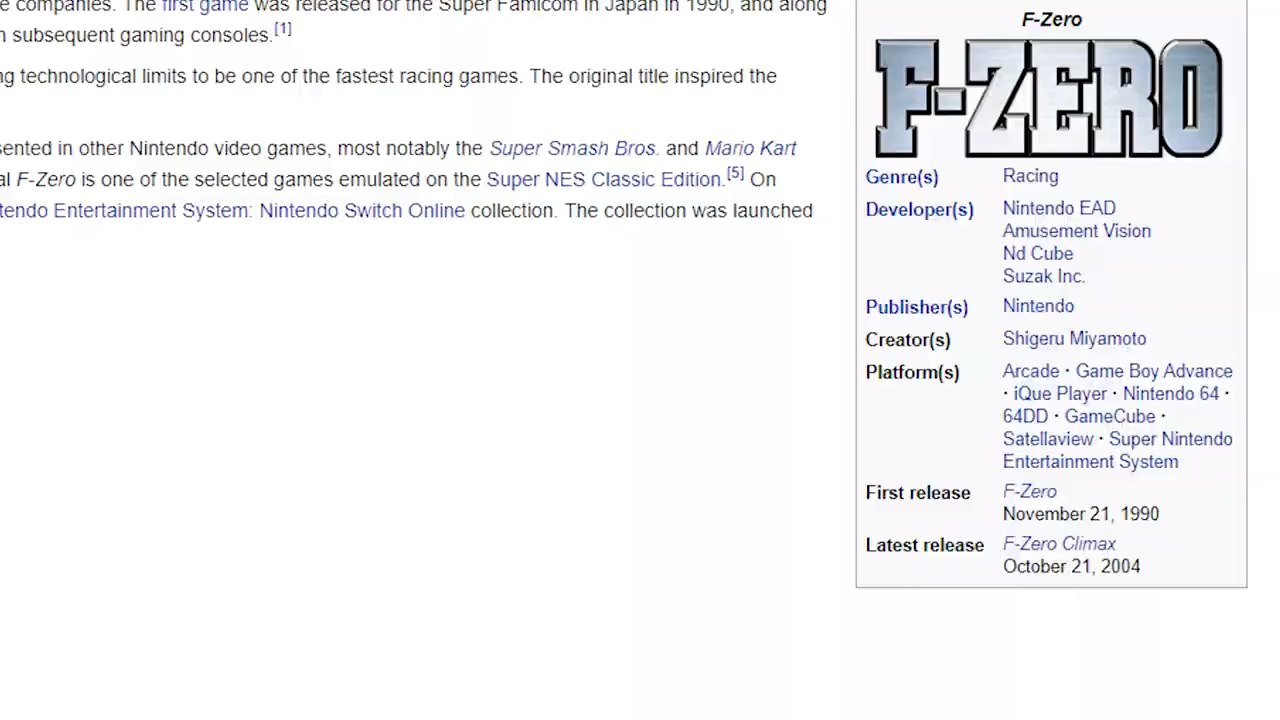 e companies. The first game was released for the Super Famicom in Japan in 1990, and along
n subsequent gaming consoles.[1]
ng technological limits to be one of the fastest racing games. The original title inspired the
sented in other Nintendo video games, most notably the Super Smash Bros. and Mario Kart
al F-Zero is one of the selected games emulated on the Super NES Classic Edition.[5] On
tendo Entertainment System: Nintendo Switch Online collection. The collection was launched
F-Zero
F-ZERO
Genre(s) Racing
Developer(s) Nintendo EAD
Amusement Vision
Nd Cube
Suzak Inc.
Publisher(s) Nintendo
Creator(s) Shigeru Miyamoto
Platform(s) Arcade · Game Boy Advance
· iQue Player · Nintendo 64 ·
64DD · GameCube ·
Satellaview · Super Nintendo
Entertainment System
First release F-Zero
November 21, 1990
Latest release F-Zero Climax
October 21, 2004